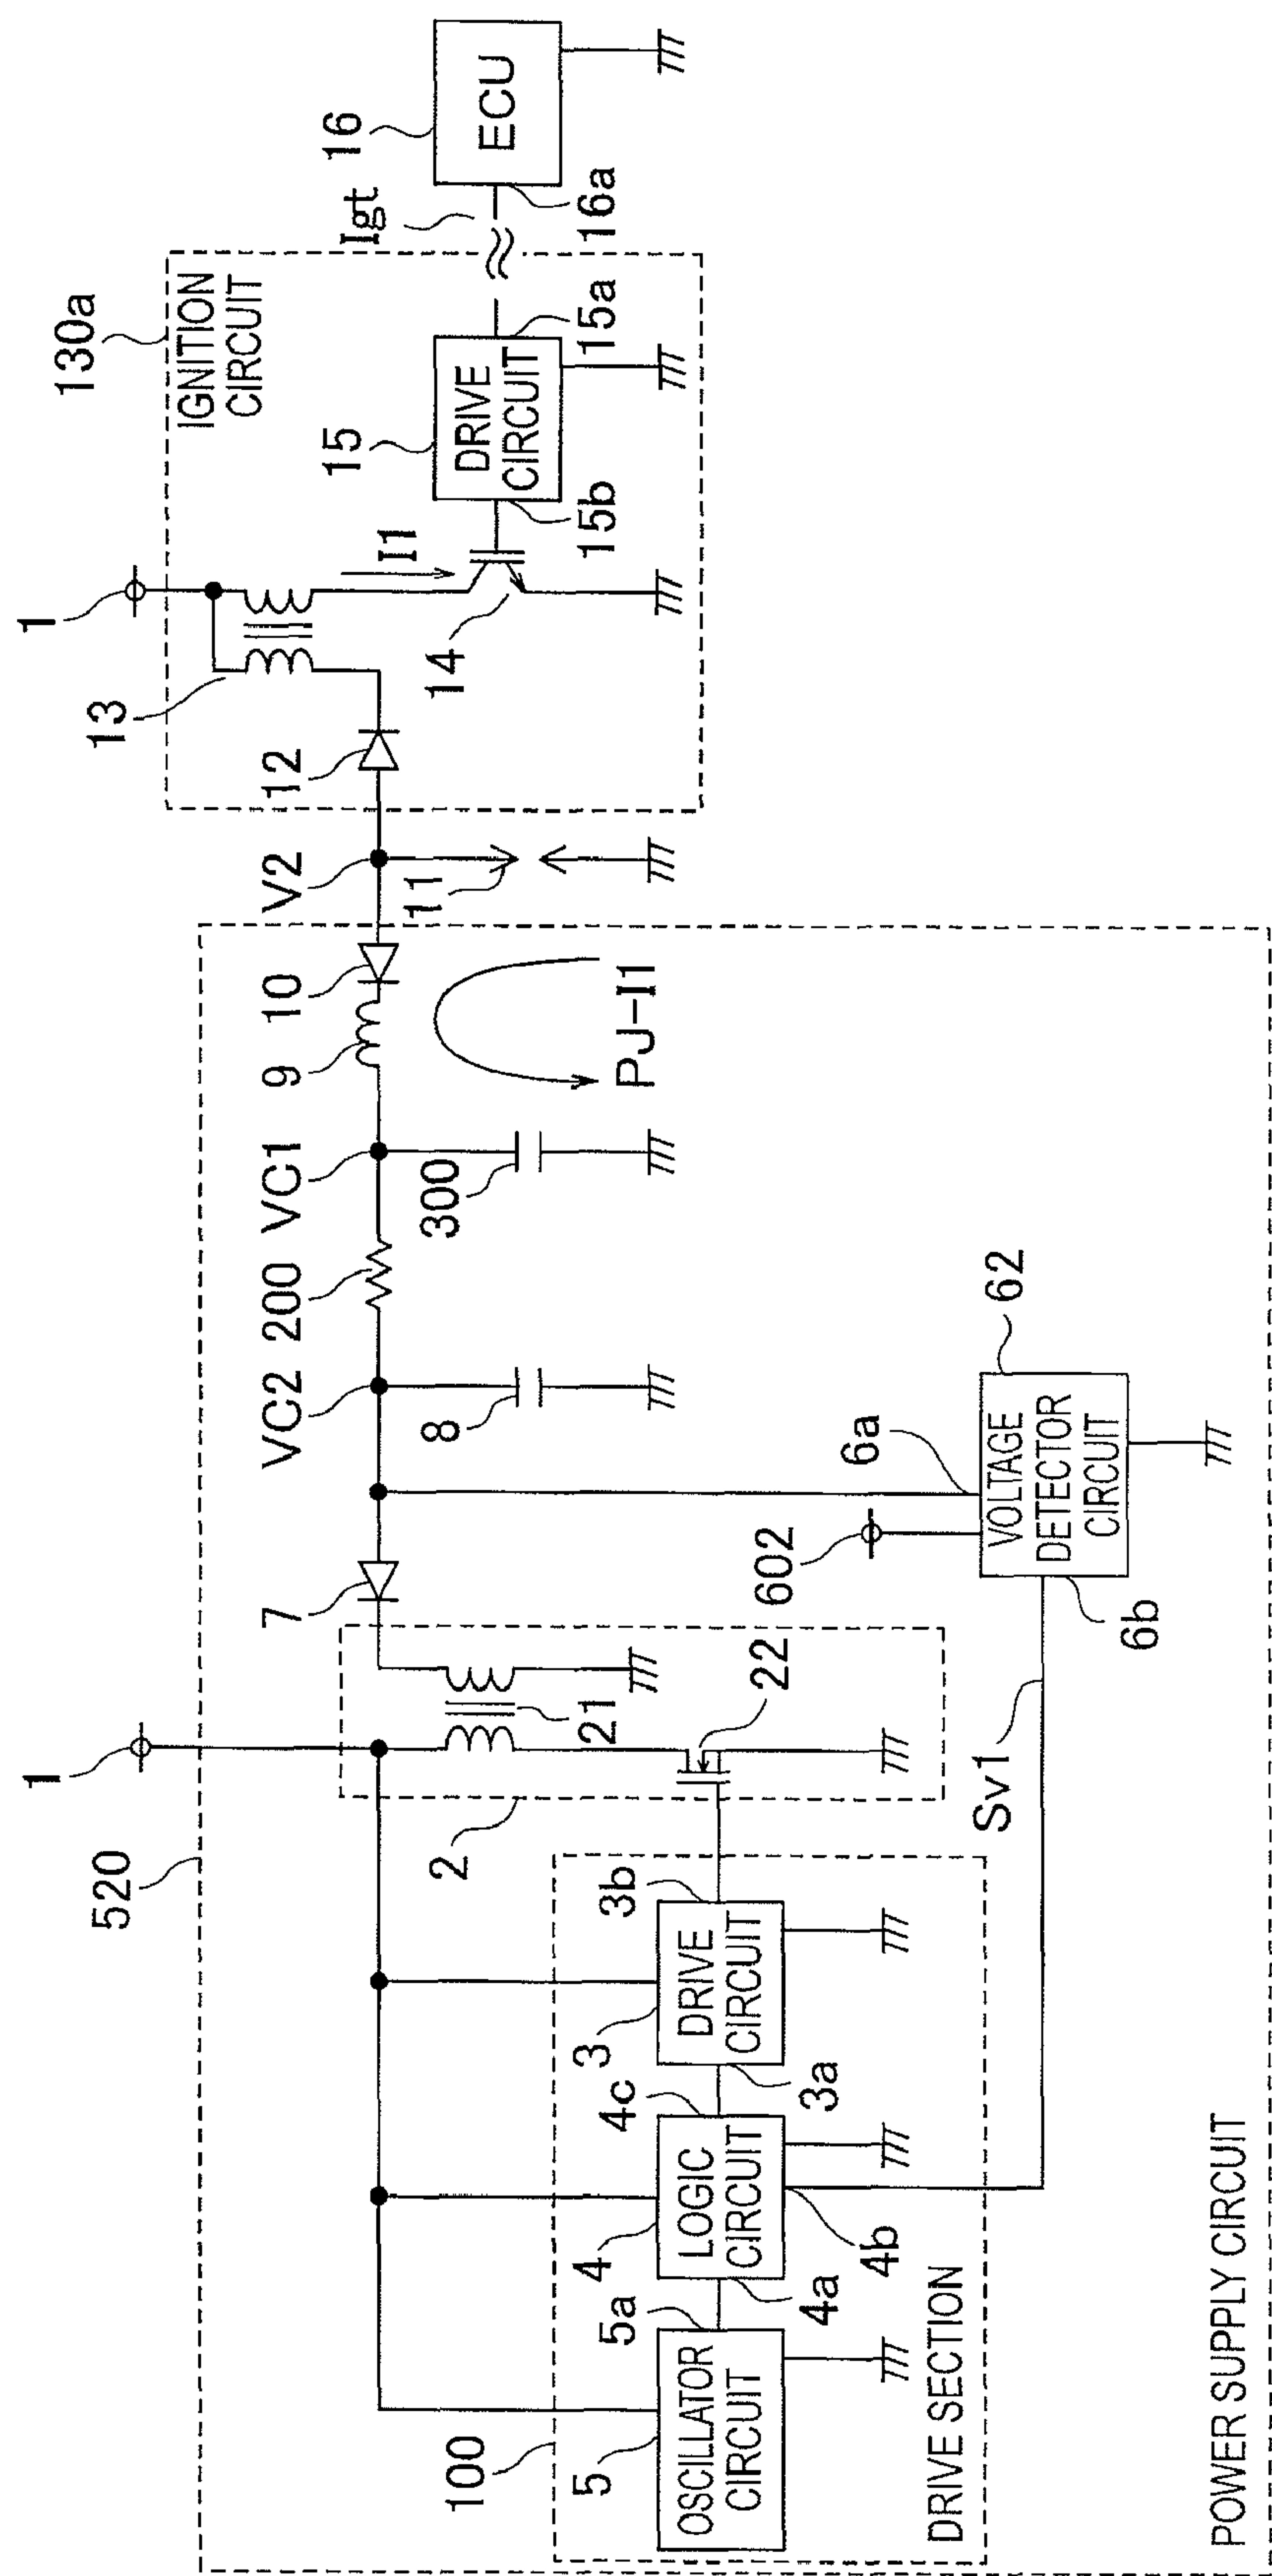 130a
IGNITION
CIRCUIT
1
13
12
14
I1
15
DRIVE
CIRCUIT
15a
15b
Igt
16
ECU
16a
V2
11
520
10
9
PJ-I1
VC1
300
200
VC2
8
7
1
2
21
22
62
VOLTAGE
DETECTOR
CIRCUIT
6a
602
6b
Sv1
100
3
DRIVE
CIRCUIT
3b
3a
4
LOGIC
CIRCUIT
4c
4b
4a
5
OSCILLATOR
CIRCUIT
5a
DRIVE SECTION
POWER SUPPLY CIRCUIT